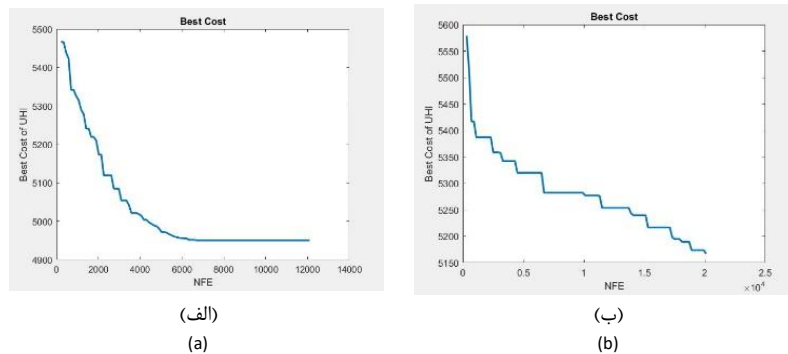 Best Cost
5500
5400
5300
5200
5100
5000
4900
Best Cost of UHI
0 2000 4000 6000 8000 10000 12000 14000
NFE
(الف)
(a)
Best Cost
5600
5550
5500
5450
5400
5350
5300
5250
5200
5150
Best Cost of UHI
0 0.5 1 1.5 2 2.5
NFE
×10⁴
(ب)
(b)